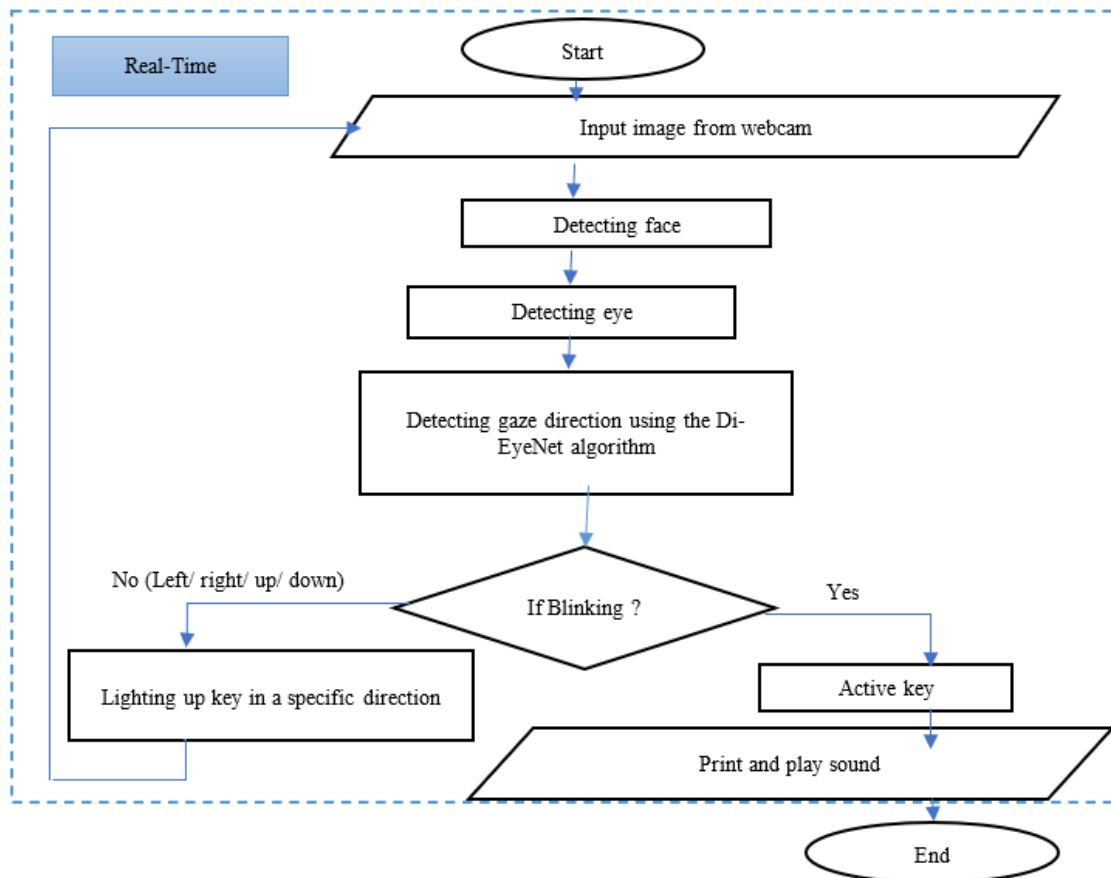 Start
Real-Time
Input image from webcam
Detecting face
Detecting eye
Detecting gaze direction using the Di-
EyeNet algorithm
No (Left/ right/ up/ down)
If Blinking ?
Yes
Lighting up key in a specific direction
Active key
Print and play sound
End